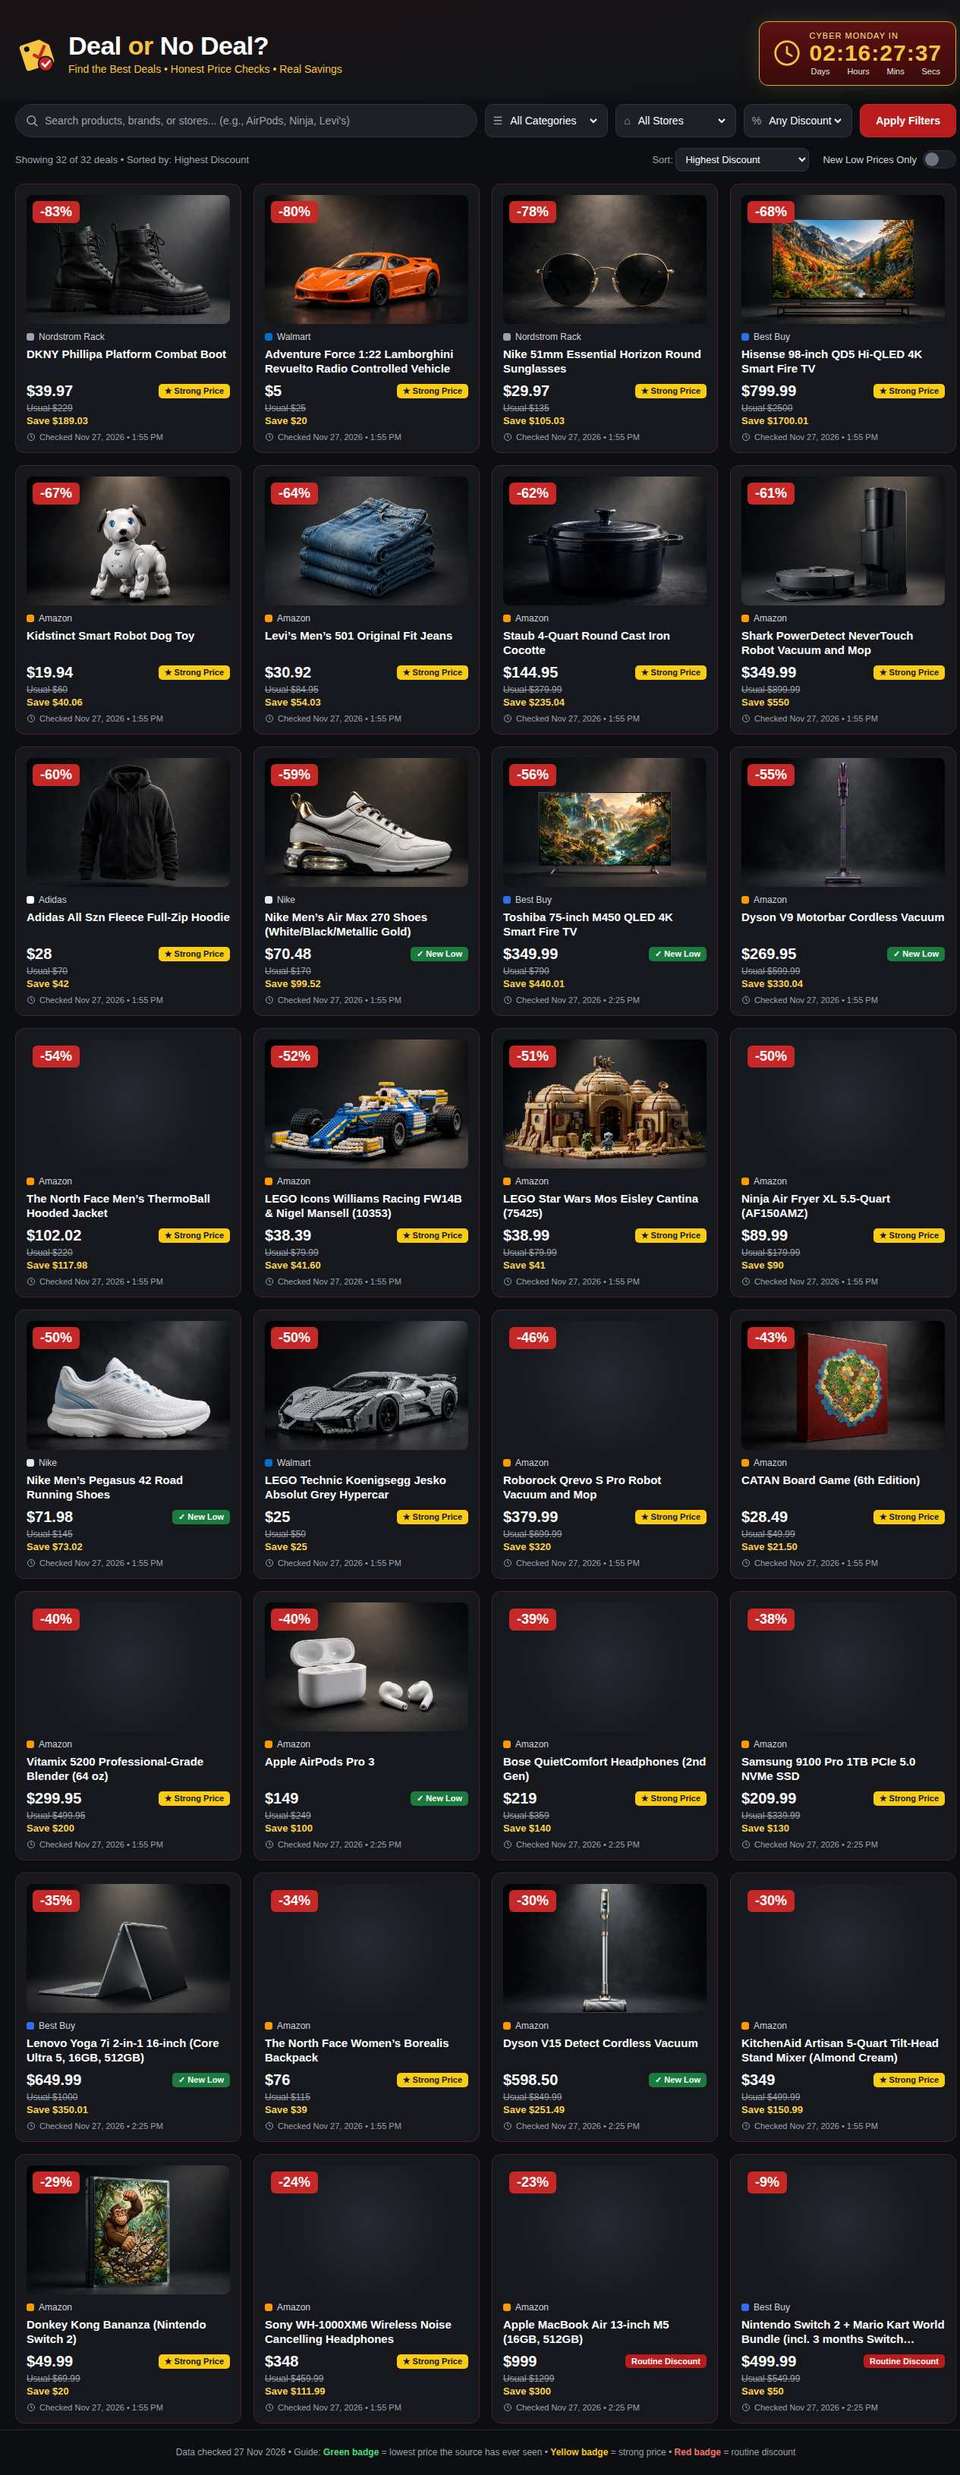 Deal or No Deal?
Find the Best Deals • Honest Price Checks • Real Savings
CYBER MONDAY IN
02:16:27:37
Days Hours Mins Secs
Search products, brands, or stores... (e.g., AirPods, Ninja, Levi's)
All Categories
All Stores
% Any Discount
Apply Filters
Showing 32 of 32 deals • Sorted by: Highest Discount
Sort: Highest Discount
New Low Prices Only
-83%
Nordstrom Rack
DKNY Phillipa Platform Combat Boot
$39.97
★ Strong Price
Usual $229
Save $189.03
Checked Nov 27, 2026 • 1:55 PM
-80%
Walmart
Adventure Force 1:22 Lamborghini
Revuelto Radio Controlled Vehicle
$5
★ Strong Price
Usual $25
Save $20
Checked Nov 27, 2026 • 1:55 PM
-78%
Nordstrom Rack
Nike 51mm Essential Horizon Round
Sunglasses
$29.97
★ Strong Price
Usual $135
Save $105.03
Checked Nov 27, 2026 • 1:55 PM
-68%
Best Buy
Hisense 98-inch QD5 Hi-QLED 4K
Smart Fire TV
$799.99
★ Strong Price
Usual $2500
Save $1700.01
Checked Nov 27, 2026 • 1:55 PM
-67%
Amazon
Kidstinct Smart Robot Dog Toy
$19.94
★ Strong Price
Usual $60
Save $40.06
Checked Nov 27, 2026 • 1:55 PM
-64%
Amazon
Levi's Men's 501 Original Fit Jeans
$30.92
★ Strong Price
Usual $84.95
Save $54.03
Checked Nov 27, 2026 • 1:55 PM
-62%
Amazon
Staub 4-Quart Round Cast Iron
Cocotte
$144.95
★ Strong Price
Usual $379.99
Save $235.04
Checked Nov 27, 2026 • 1:55 PM
-61%
Amazon
Shark PowerDetect NeverTouch
Robot Vacuum and Mop
$349.99
★ Strong Price
Usual $899.99
Save $550
Checked Nov 27, 2026 • 1:55 PM
-60%
Adidas
Adidas All Szn Fleece Full-Zip Hoodie
$28
★ Strong Price
Usual $70
Save $42
Checked Nov 27, 2026 • 1:55 PM
-59%
Nike
Nike Men's Air Max 270 Shoes
(White/Black/Metallic Gold)
$70.48
✓ New Low
Usual $170
Save $99.52
Checked Nov 27, 2026 • 1:55 PM
-56%
Best Buy
Toshiba 75-inch M450 QLED 4K
Smart Fire TV
$349.99
✓ New Low
Usual $790
Save $440.01
Checked Nov 27, 2026 • 2:25 PM
-55%
Amazon
Dyson V9 Motorbar Cordless Vacuum
$269.95
✓ New Low
Usual $599.99
Save $330.04
Checked Nov 27, 2026 • 1:55 PM
-54%
Amazon
The North Face Men's ThermoBall
Hooded Jacket
$102.02
★ Strong Price
Usual $220
Save $117.98
Checked Nov 27, 2026 • 1:55 PM
-52%
Amazon
LEGO Icons Williams Racing FW14B
& Nigel Mansell (10353)
$38.39
★ Strong Price
Usual $79.99
Save $41.60
Checked Nov 27, 2026 • 1:55 PM
-51%
Amazon
LEGO Star Wars Mos Eisley Cantina
(75425)
$38.99
★ Strong Price
Usual $79.99
Save $41
Checked Nov 27, 2026 • 1:55 PM
-50%
Amazon
Ninja Air Fryer XL 5.5-Quart
(AF150AMZ)
$89.99
★ Strong Price
Usual $179.99
Save $90
Checked Nov 27, 2026 • 1:55 PM
-50%
Nike
Nike Men's Pegasus 42 Road
Running Shoes
$71.98
✓ New Low
Usual $145
Save $73.02
Checked Nov 27, 2026 • 1:55 PM
-50%
Walmart
LEGO Technic Koenigsegg Jesko
Absolut Grey Hypercar
$25
★ Strong Price
Usual $50
Save $25
Checked Nov 27, 2026 • 1:55 PM
-46%
Amazon
Roborock Qrevo S Pro Robot
Vacuum and Mop
$379.99
★ Strong Price
Usual $699.99
Save $320
Checked Nov 27, 2026 • 1:55 PM
-43%
Amazon
CATAN Board Game (6th Edition)
$28.49
★ Strong Price
Usual $49.99
Save $21.50
Checked Nov 27, 2026 • 1:55 PM
-40%
Amazon
Vitamix 5200 Professional-Grade
Blender (64 oz)
$299.95
★ Strong Price
Usual $499.95
Save $200
Checked Nov 27, 2026 • 1:55 PM
-40%
Amazon
Apple AirPods Pro 3
$149
✓ New Low
Usual $249
Save $100
Checked Nov 27, 2026 • 2:25 PM
-39%
Amazon
Bose QuietComfort Headphones (2nd
Gen)
$219
★ Strong Price
Usual $359
Save $140
Checked Nov 27, 2026 • 2:25 PM
-38%
Amazon
Samsung 9100 Pro 1TB PCIe 5.0
NVMe SSD
$209.99
★ Strong Price
Usual $339.99
Save $130
Checked Nov 27, 2026 • 2:25 PM
-35%
Best Buy
Lenovo Yoga 7i 2-in-1 16-inch (Core
Ultra 5, 16GB, 512GB)
$649.99
✓ New Low
Usual $1000
Save $350.01
Checked Nov 27, 2026 • 2:25 PM
-34%
Amazon
The North Face Women's Borealis
Backpack
$76
★ Strong Price
Usual $115
Save $39
Checked Nov 27, 2026 • 1:55 PM
-30%
Amazon
Dyson V15 Detect Cordless Vacuum
$598.50
✓ New Low
Usual $849.99
Save $251.49
Checked Nov 27, 2026 • 2:25 PM
-30%
Amazon
KitchenAid Artisan 5-Quart Tilt-Head
Stand Mixer (Almond Cream)
$349
★ Strong Price
Usual $499.99
Save $150.99
Checked Nov 27, 2026 • 1:55 PM
-29%
Amazon
Donkey Kong Bananza (Nintendo
Switch 2)
$49.99
★ Strong Price
Usual $69.99
Save $20
Checked Nov 27, 2026 • 1:55 PM
-24%
Amazon
Sony WH-1000XM6 Wireless Noise
Cancelling Headphones
$348
★ Strong Price
Usual $459.99
Save $111.99
Checked Nov 27, 2026 • 1:55 PM
-23%
Amazon
Apple MacBook Air 13-inch M5
(16GB, 512GB)
$999
Routine Discount
Usual $1299
Save $300
Checked Nov 27, 2026 • 2:25 PM
-9%
Best Buy
Nintendo Switch 2 + Mario Kart World
Bundle (incl. 3 months Switch...
$499.99
Routine Discount
Usual $549.99
Save $50
Checked Nov 27, 2026 • 2:25 PM
Data checked 27 Nov 2026 • Guide: Green badge = lowest price the source has ever seen • Yellow badge = strong price • Red badge = routine discount